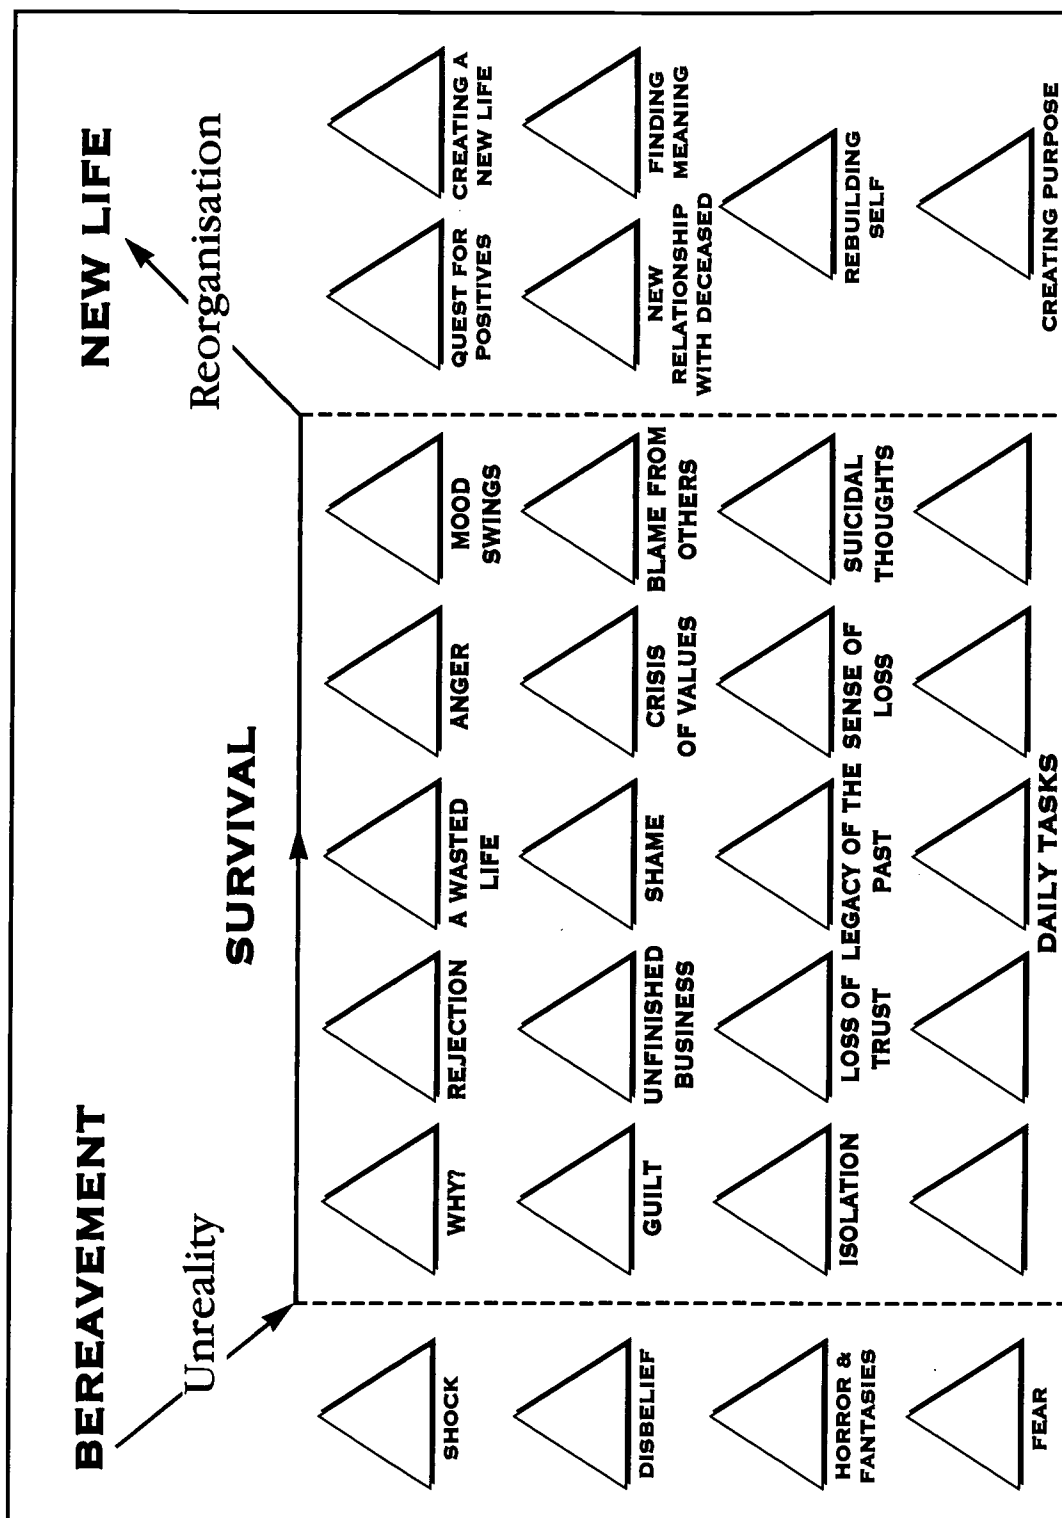 BEREAVEMENT
NEW LIFE
Unreality
Reorganisation
SURVIVAL
SHOCK
WHY?
REJECTION
A WASTED
LIFE
ANGER
MOOD
SWINGS
QUEST FOR
POSITIVES
CREATING A
NEW LIFE
DISBELIEF
GUILT
UNFINISHED
BUSINESS
SHAME
CRISIS
OF VALUES
BLAME FROM
OTHERS
NEW
RELATIONSHIP
WITH DECEASED
FINDING
MEANING
HORROR &
FANTASIES
ISOLATION
LOSS OF
TRUST
LEGACY OF THE
PAST
SENSE OF
LOSS
SUICIDAL
THOUGHTS
REBUILDING
SELF
FEAR
DAILY TASKS
CREATING PURPOSE